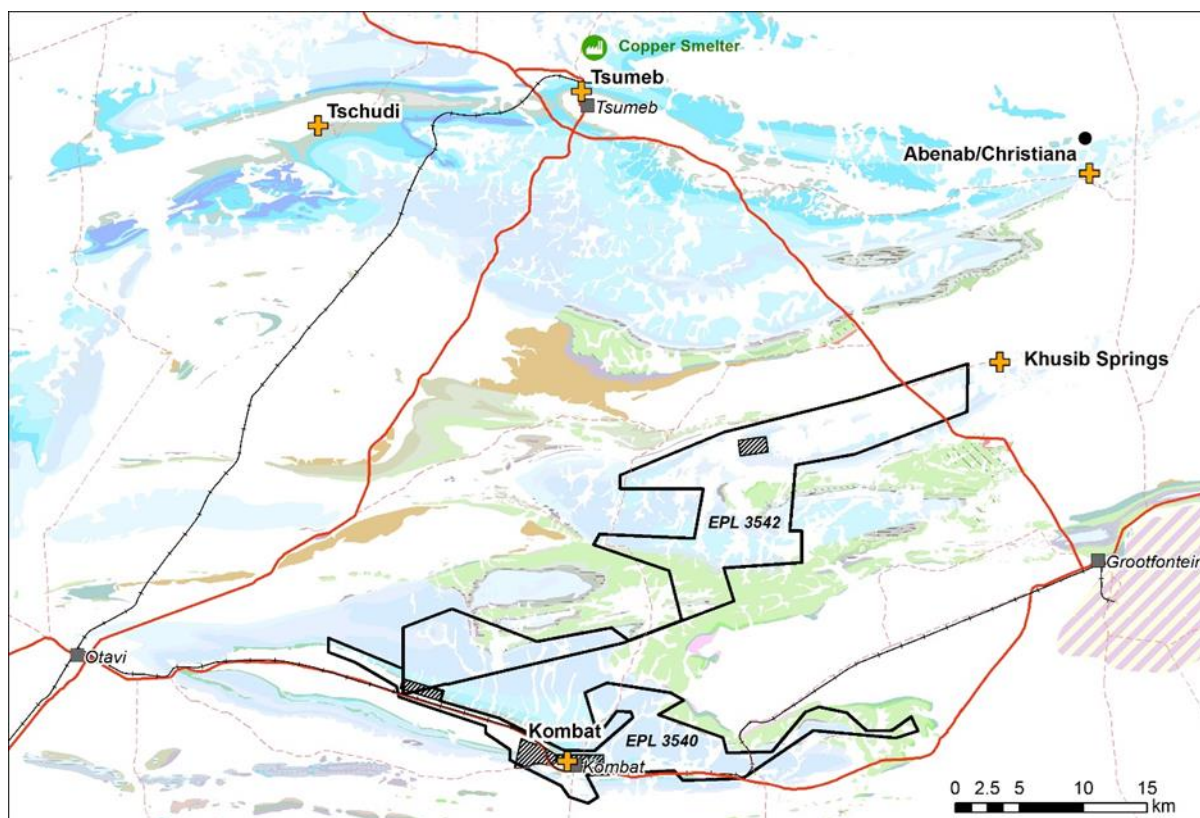 Copper Smelter
Tsumeb
Tsumeb
Tschudi
Abenab/Christiana
Khusib Springs
EPL 3542
Grootfontein
Otavi
Kombat
EPL 3540
Kombat
0 2.5 5 10 15
km